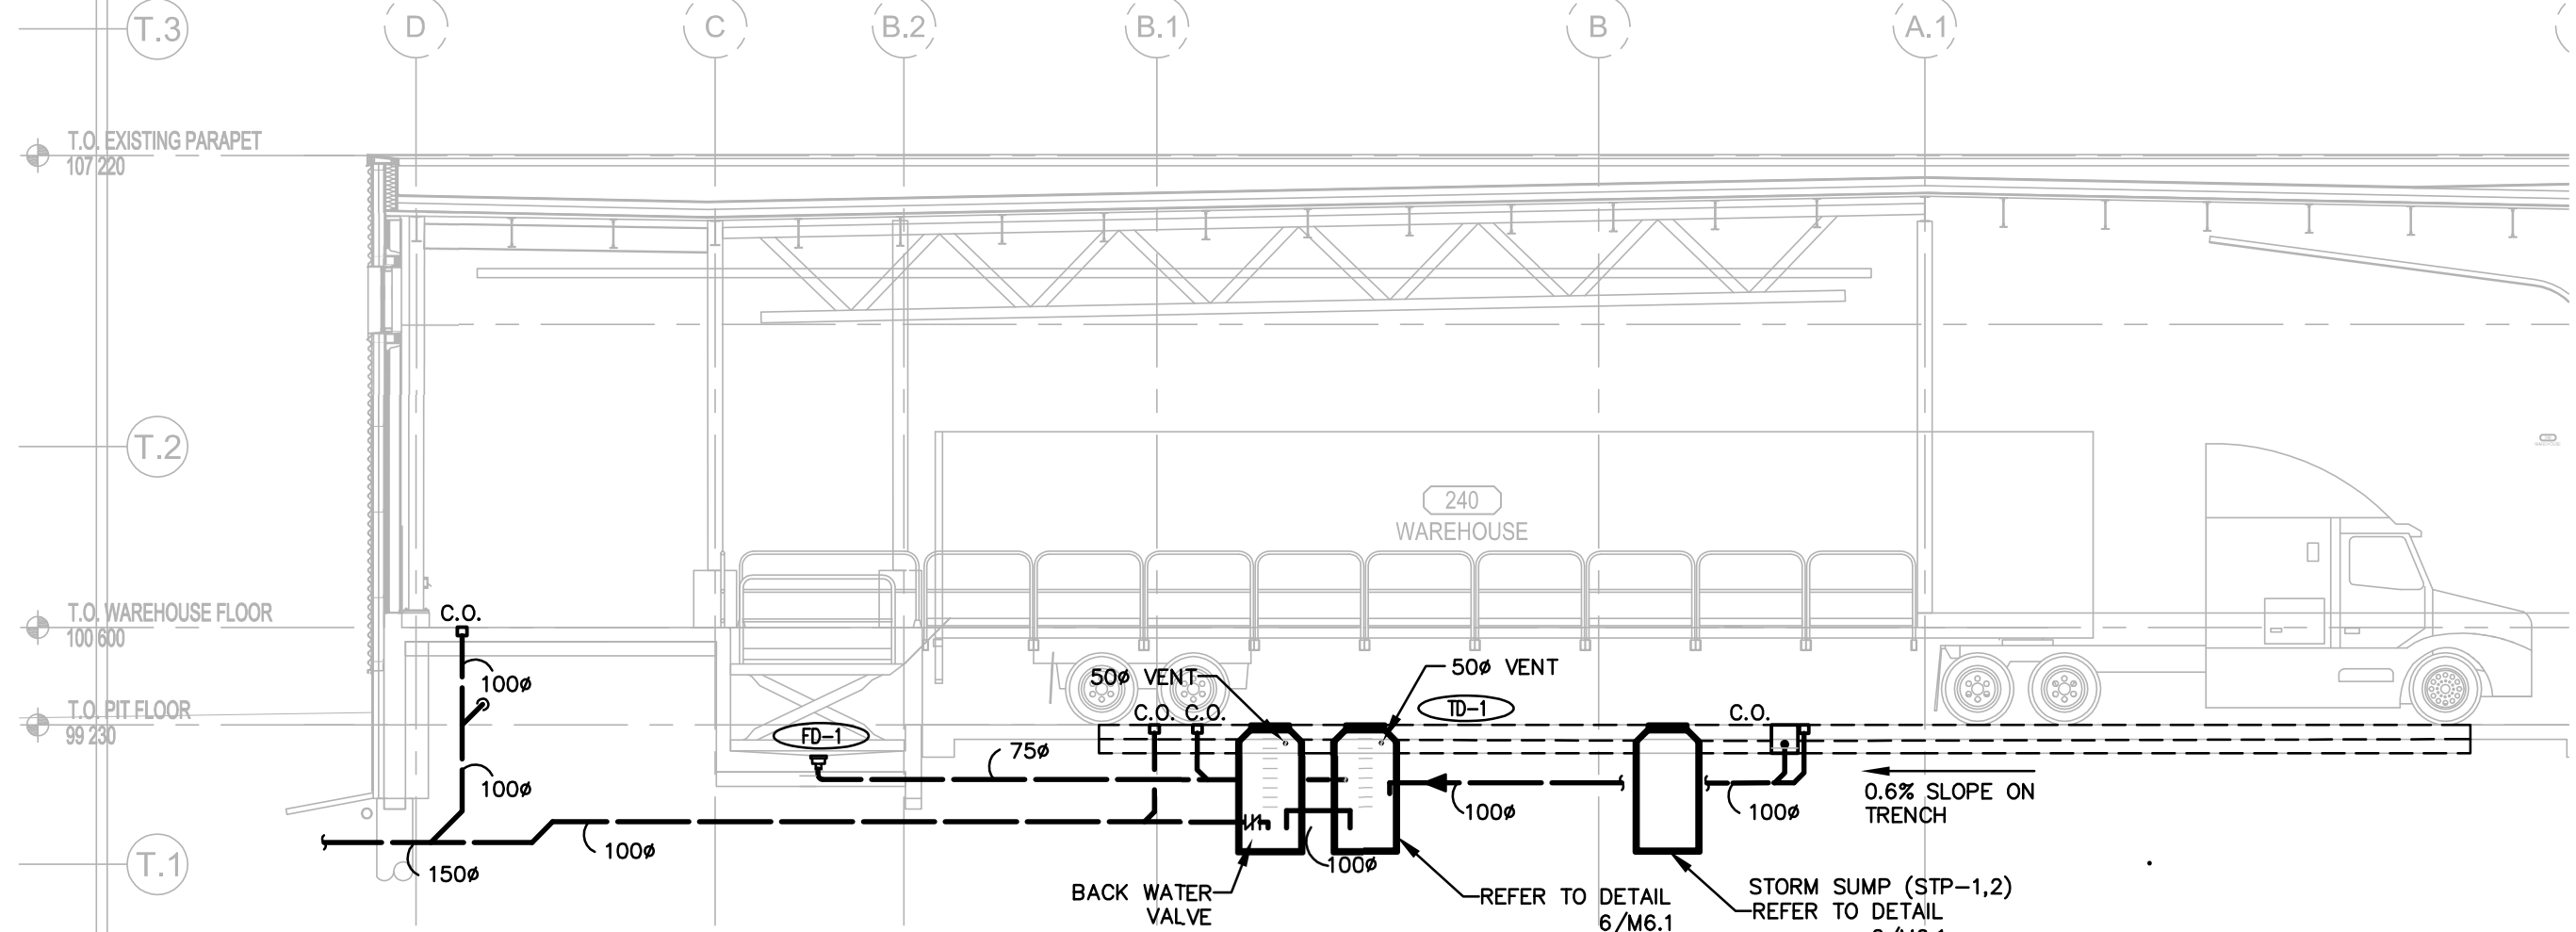 T.3
D
C
B.2
B.1
B
A.1
T.O. EXISTING PARAPET
107 220
T.2
240
WAREHOUSE
T.O. WAREHOUSE FLOOR
100 600
C.O.
100ø
50ø VENT
50ø VENT
T.O. PIT FLOOR
99 230
TD-1
C.O.
C.O.
C.O.
FD-1
75ø
100ø
100ø
100ø
0.6% SLOPE ON
TRENCH
T.1
150ø
100ø
100ø
BACK WATER
VALVE
REFER TO DETAIL
6/M6.1
STORM SUMP (STP-1,2)
REFER TO DETAIL